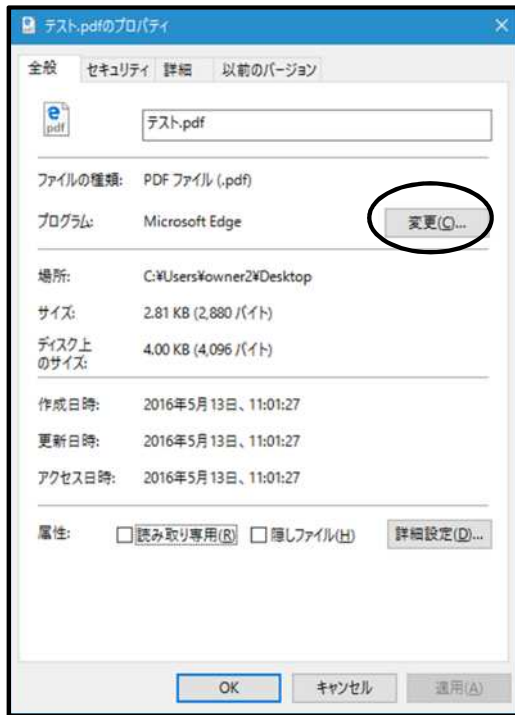 テスト.pdfのプロパティ
全般 セキュリティ 詳細 以前のバージョン
pdf
テスト.pdf
ファイルの種類: PDF ファイル (.pdf)
プログラム: Microsoft Edge 変更(C)...
場所: C:¥Users¥owner2¥Desktop
サイズ: 2.81 KB (2,880 バイト)
ディスク上
のサイズ: 4.00 KB (4,096 バイト)
作成日時: 2016年5月13日、11:01:27
更新日時: 2016年5月13日、11:01:27
アクセス日時: 2016年5月13日、11:01:27
属性: 読み取り専用(R) 隠しファイル(H) 詳細設定(D)...
OK キャンセル 適用(A)